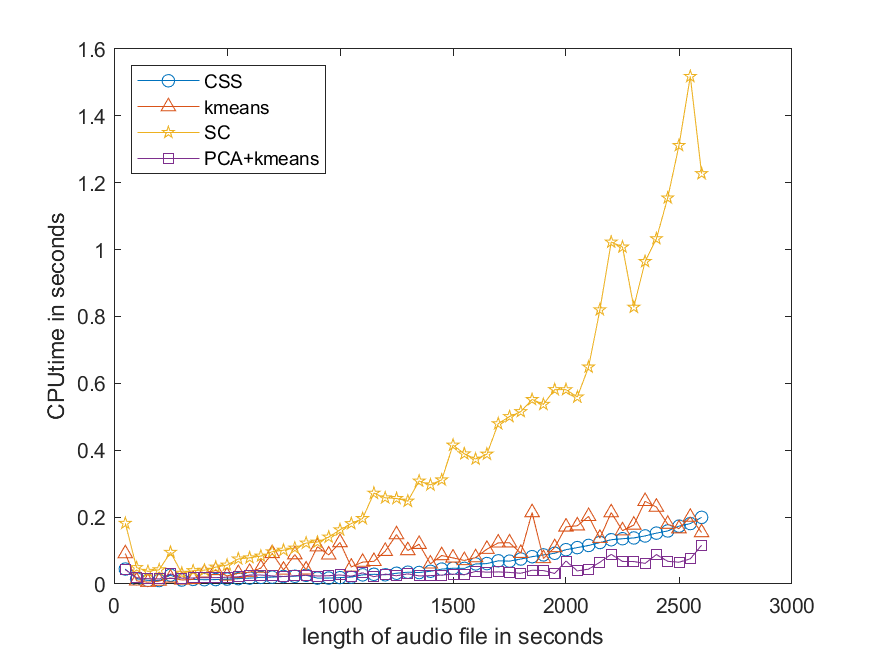 1.6
1.4
1.2
1
0.8
0.6
0.4
0.2
0
CPUtime in seconds
CSS
kmeans
SC
PCA+kmeans
0 500 1000 1500 2000 2500 3000
length of audio file in seconds